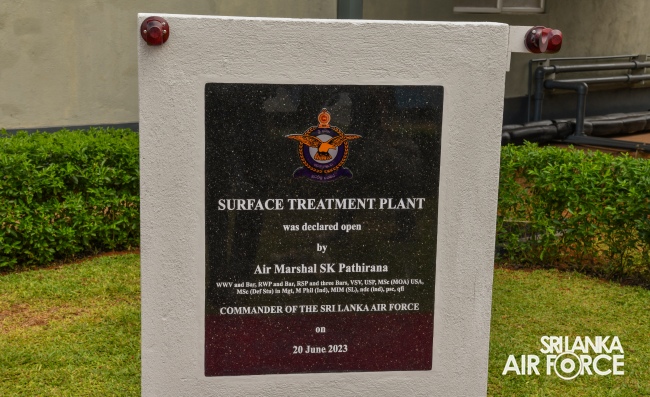 SURFACE TREATMENT PLANT
was declared open
by
Air Marshal SK Pathirana
WWV and Bar, RWP and Bar, RSP and three Bars, VSV, USP, MSc (MOA) USA,
MSc (Def Stu) in Mgt, M Phil (Ind), MIM (SL), ndc (ind), psc, qfi
COMMANDER OF THE SRI LANKA AIR FORCE
on
20 June 2023
SRI LANKA
AIR FORCE